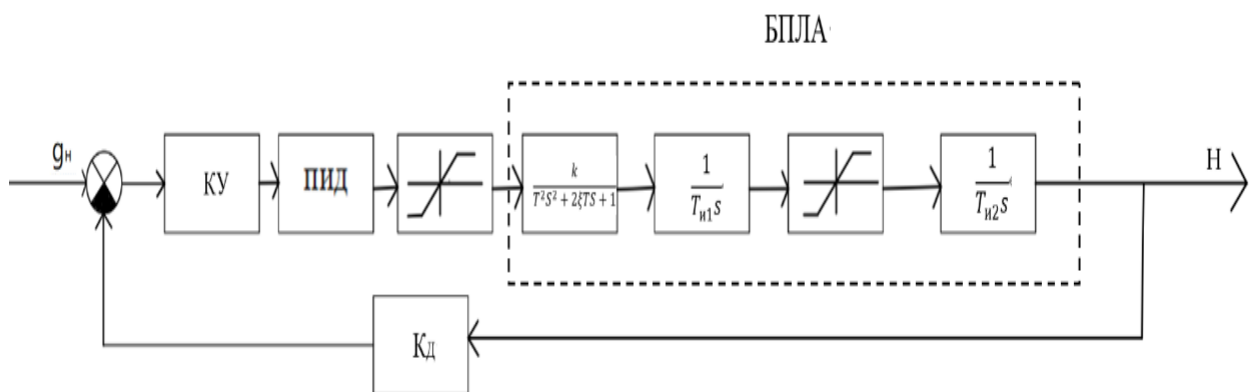 БПЛА
gн
КУ
ПИД
k
T²S² + 2ξTS + 1
1
Tи1s
1
Tи2s
H
Кд